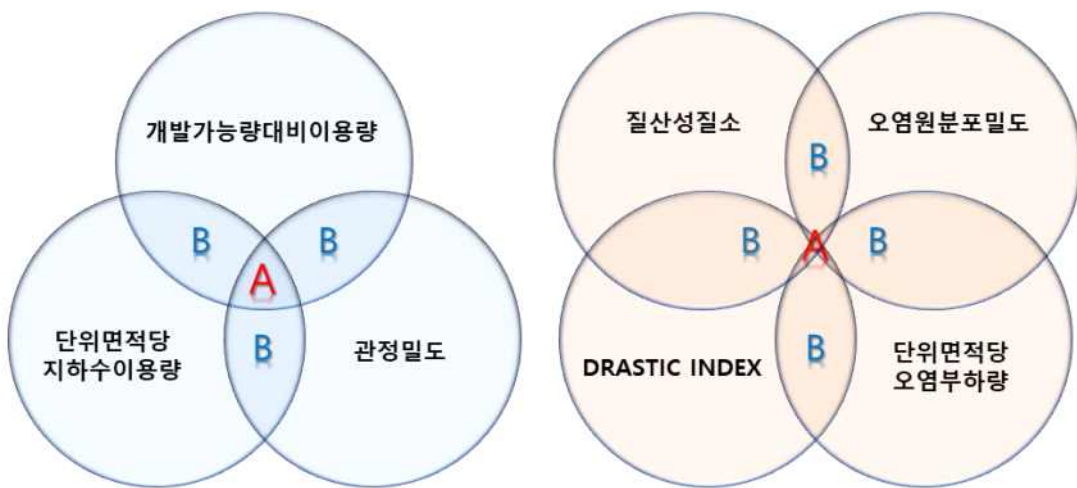 개발가능량대비이용량
B
B
A
단위면적당
지하수이용량
B
관정밀도
질산성질소
오염원분포밀도
B
B
A
B
DRASTIC INDEX
B
단위면적당
오염부하량